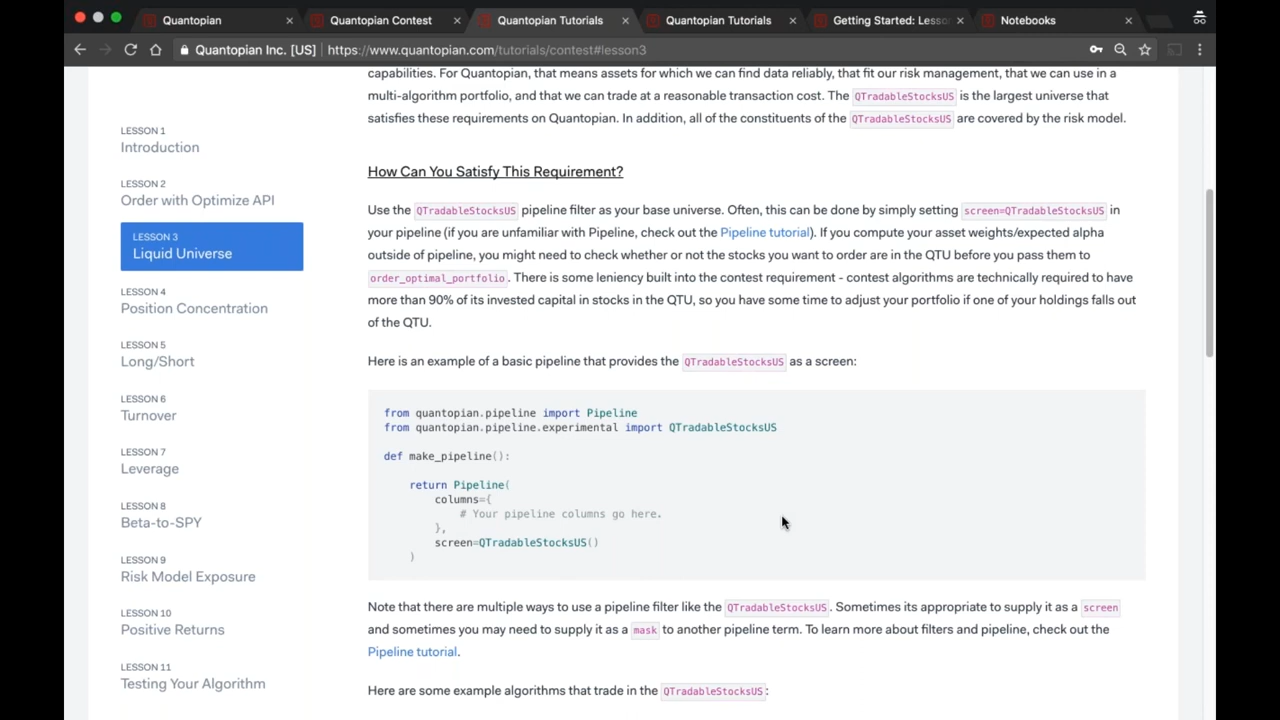 Quantopian
Quantopian Contest
Quantopian Tutorials
Quantopian Tutorials
Getting Started: Lesso
Notebooks
Quantopian Inc. [US] https://www.quantopian.com/tutorials/contest#lesson3
LESSON 1
Introduction
LESSON 2
Order with Optimize API
LESSON 3
Liquid Universe
LESSON 4
Position Concentration
LESSON 5
Long/Short
LESSON 6
Turnover
LESSON 7
Leverage
LESSON 8
Beta-to-SPY
LESSON 9
Risk Model Exposure
LESSON 10
Positive Returns
LESSON 11
Testing Your Algorithm
capabilities. For Quantopian, that means assets for which we can find data reliably, that fit our risk management, that we can use in a
multi-algorithm portfolio, and that we can trade at a reasonable transaction cost. The QTradableStocksUS is the largest universe that
satisfies these requirements on Quantopian. In addition, all of the constituents of the QTradableStocksUS are covered by the risk model.
How Can You Satisfy This Requirement?
Use the QTradableStocksUS pipeline filter as your base universe. Often, this can be done by simply setting screen=QTradableStocksUS in
your pipeline (if you are unfamiliar with Pipeline, check out the Pipeline tutorial). If you compute your asset weights/expected alpha
outside of pipeline, you might need to check whether or not the stocks you want to order are in the QTU before you pass them to
order_optimal_portfolio. There is some leniency built into the contest requirement - contest algorithms are technically required to have
more than 90% of its invested capital in stocks in the QTU, so you have some time to adjust your portfolio if one of your holdings falls out
of the QTU.
Here is an example of a basic pipeline that provides the QTradableStocksUS as a screen:
from quantopian.pipeline import Pipeline
from quantopian.pipeline.experimental import QTradableStocksUS
def make_pipeline():
return Pipeline(
columns={
# Your pipeline columns go here.
},
screen=QTradableStocksUS()
)
Note that there are multiple ways to use a pipeline filter like the QTradableStocksUS. Sometimes its appropriate to supply it as a screen
and sometimes you may need to supply it as a mask to another pipeline term. To learn more about filters and pipeline, check out the
Pipeline tutorial.
Here are some example algorithms that trade in the QTradableStocksUS: